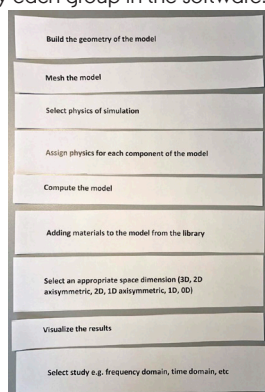 y each group in the software.
Build the geometry of the model
Mesh the model
Select physics of simulation
Assign physics for each component of the model
Compute the model
Adding materials to the model from the library
Select an appropriate space dimension (3D, 2D
axisymmetric, 2D, 1D axisymmetric, 1D, 0D)
Visualize the results
Select study e.g. frequency domain, time domain, etc